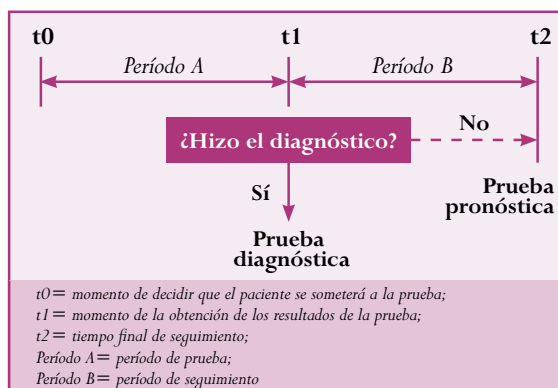 t0 t1 t2
Período A Período B
¿Hizo el diagnóstico?
No
Sí
Prueba
pronóstica
Prueba
diagnóstica
t0= momento de decidir que el paciente se someterá a la prueba;
t1= momento de la obtención de los resultados de la prueba;
t2= tiempo final de seguimiento;
Período A= período de prueba;
Período B= período de seguimiento